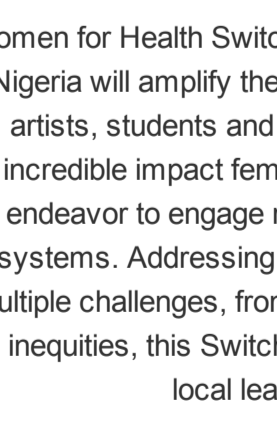 omen for Health Switc
Nigeria will amplify the
artists, students and
incredible impact fem
endeavor to engage
systems. Addressing
ultiple challenges, fror
inequities, this Switch
local lea